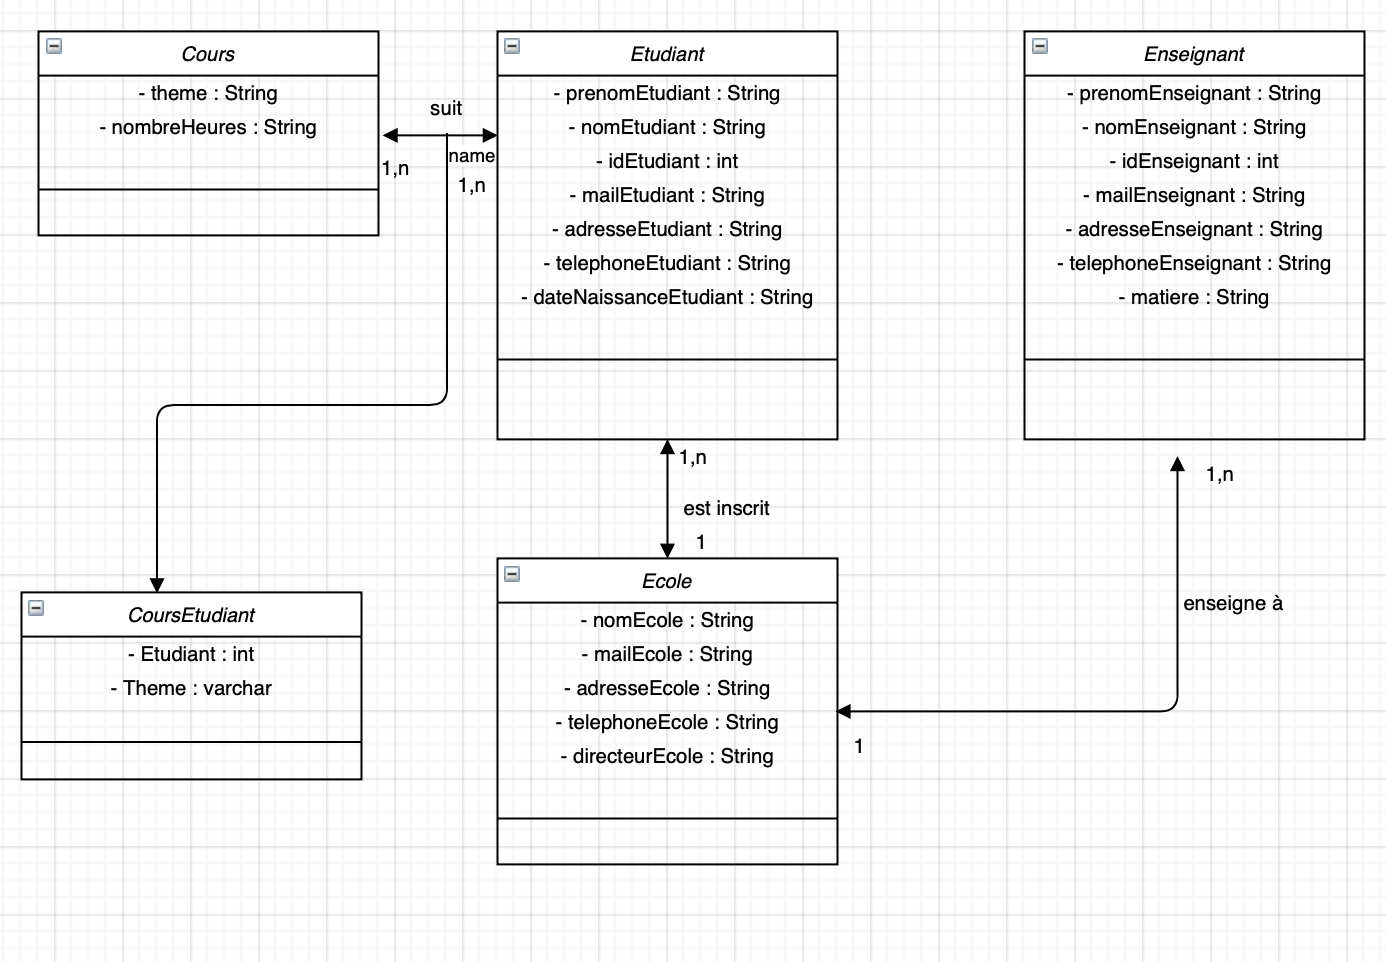 Cours
- theme : String
- nombreHeures : String
suit
name
1,n
1,n
Etudiant
- prenomEtudiant : String
- nomEtudiant : String
- idEtudiant : int
- mailEtudiant : String
- adresseEtudiant : String
- telephoneEtudiant : String
- dateNaissanceEtudiant : String
Enseignant
- prenomEnseignant : String
- nomEnseignant : String
- idEnseignant : int
- mailEnseignant : String
- adresseEnseignant : String
- telephoneEnseignant : String
- matiere : String
1,n
est inscrit
1
1,n
enseigne à
1
CoursEtudiant
- Etudiant : int
- Theme : varchar
Ecole
- nomEcole : String
- mailEcole : String
- adresseEcole : String
- telephoneEcole : String
- directeurEcole : String